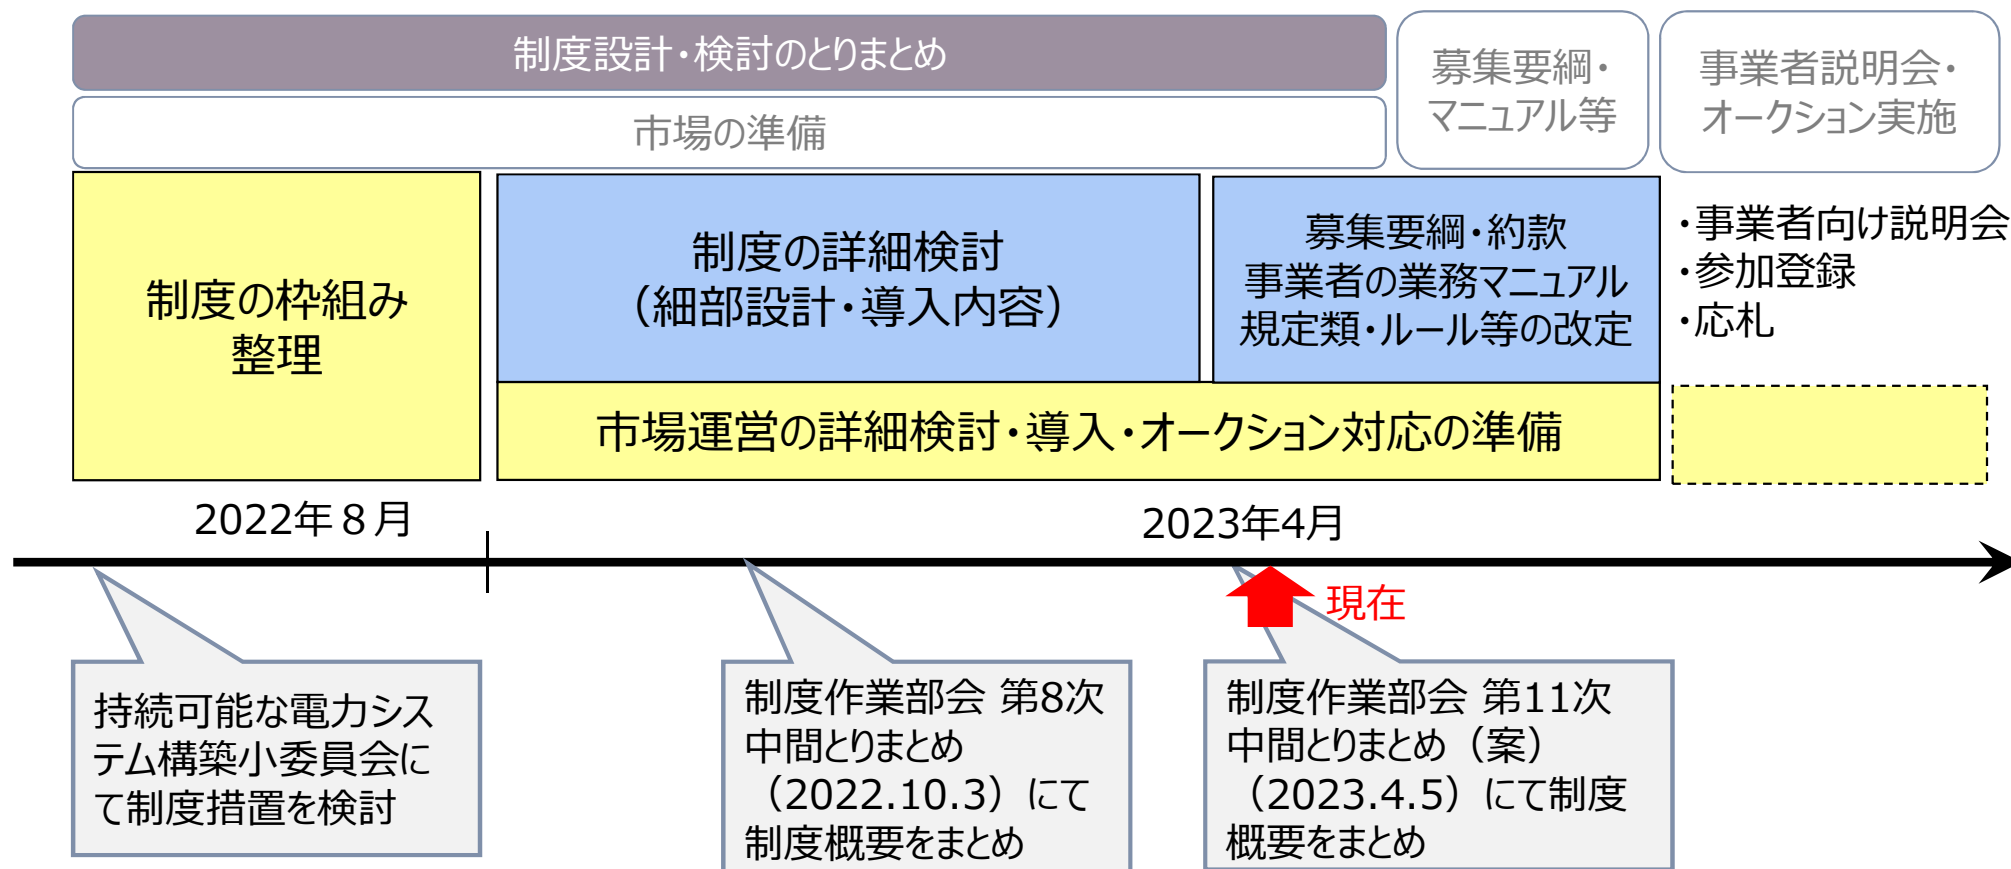 制度設計・検討のとりまとめ
市場の準備
募集要綱・
マニュアル等
事業者説明会・
オークション実施
制度の枠組み
整理
制度の詳細検討
（細部設計・導入内容）
募集要綱・約款
事業者の業務マニュアル
規定類・ルール等の改定
・事業者向け説明会
・参加登録
・応札
市場運営の詳細検討・導入・オークション対応の準備
2022年８月
2023年4月
現在
持続可能な電力シス
テム構築小委員会に
て制度措置を検討
制度作業部会 第8次
中間とりまとめ
（2022.10.3）にて
制度概要をまとめ
制度作業部会 第11次
中間とりまとめ（案）
（2023.4.5）にて制度
概要をまとめ